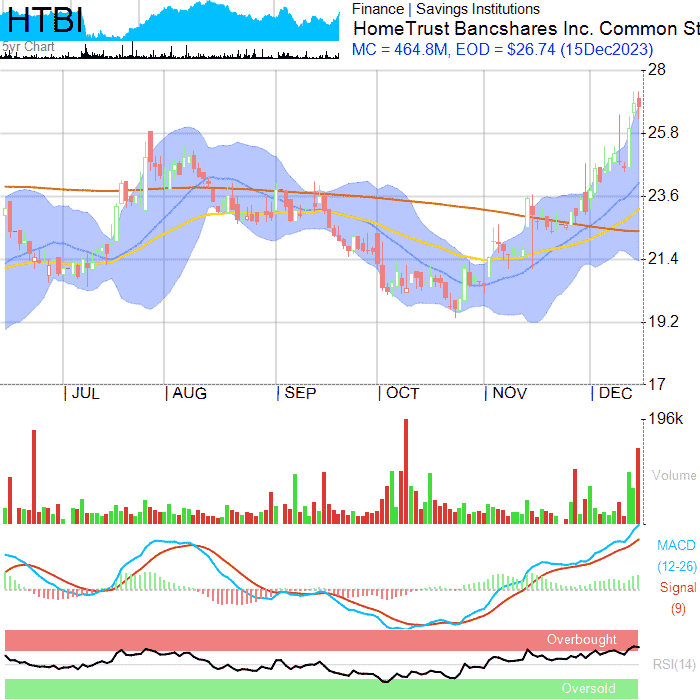 HTBI
5yr Chart
Finance | Savings Institutions
HomeTrust Bancshares Inc. Common St
MC = 464.8M, EOD = $26.74 (15Dec2023)
28
25.8
23.6
21.4
19.2
17
JUL AUG SEP OCT NOV DEC
196k
Volume
MACD
(12-26)
Signal
(9)
Overbought
RSI(14)
Oversold